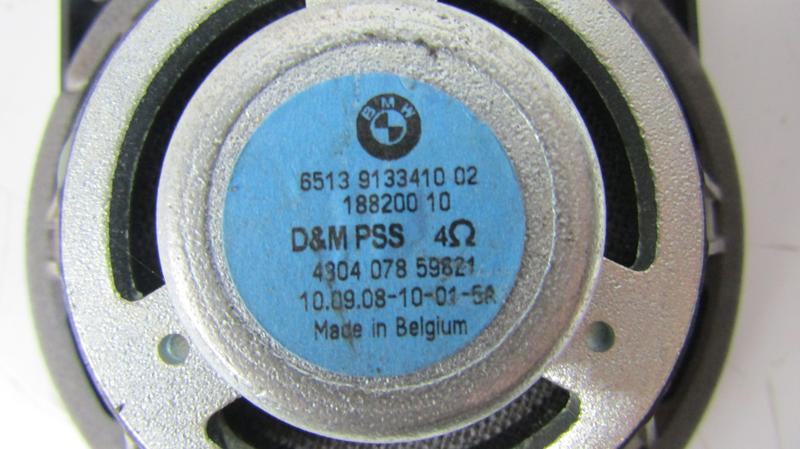 BMW
6513 9133410 02
188200 10
D&M PSS 4Ω
4304 078 59821
10.09.08-10-01-5A
Made in Belgium